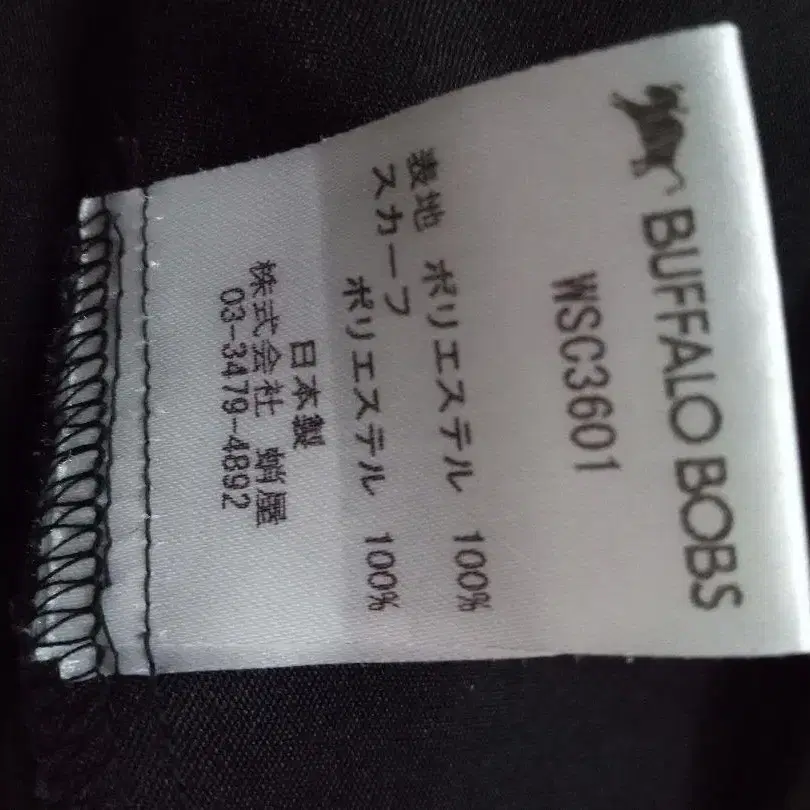 BUFFALO BOBS
WSC3601
表地 ポリエステル 100%
スカーフ
ポリエステル 100%
日本製
株式会社 蛸屋
03-3479-4892